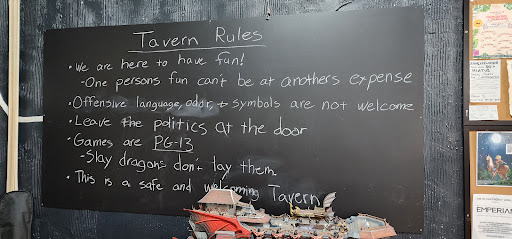 Tavern Rules
• We are here to have fun!
-One persons fun can't be at anothers expense
• Offensive language, odor, + symbols are not welcome
• Leave the politics at the door
• Games are PG-13
-Slay dragons don't lay them
• This is a safe and welcoming Tavern
EMPERIA